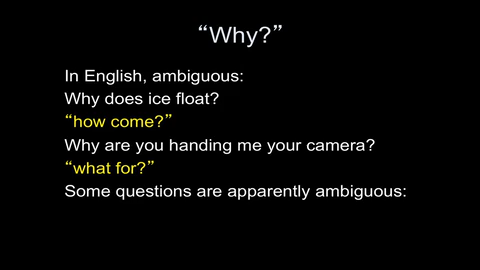 “Why?”
In English, ambiguous:
Why does ice float?
“how come?”
Why are you handing me your camera?
“what for?”
Some questions are apparently ambiguous: